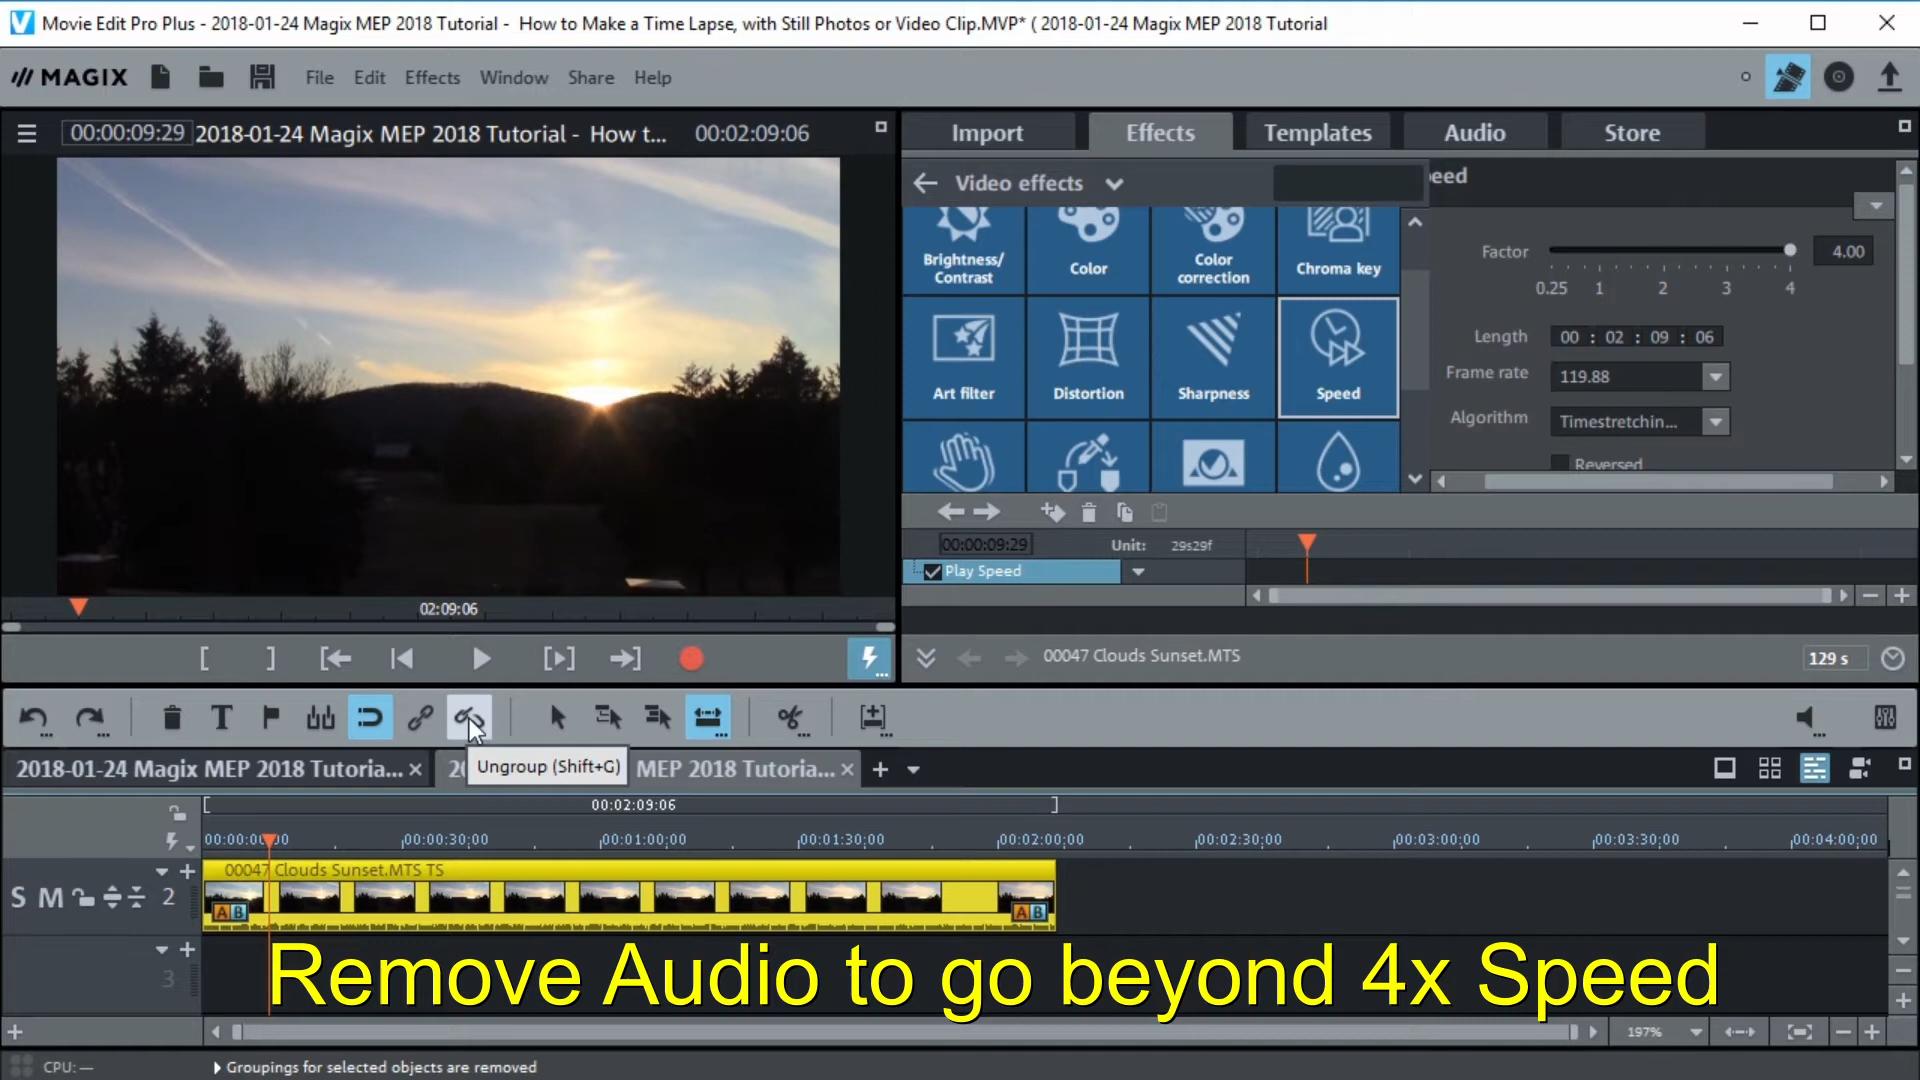 Movie Edit Pro Plus - 2018-01-24 Magix MEP 2018 Tutorial - How to Make a Time Lapse, with Still Photos or Video Clip.MVP* ( 2018-01-24 Magix MEP 2018 Tutorial
MAGIX File Edit Effects Window Share Help
00:00:09:29 2018-01-24 Magix MEP 2018 Tutorial - How t... 00:02:09:06
Import Effects Templates Audio Store
Video effects
eed
Brightness/
Contrast
Color
Color
correction
Chroma key
Factor 4.00
0.25 1 2 3 4
Length 00 : 02 : 09 : 06
Frame rate 119.88
Algorithm Timestretchin...
Reversed
Art filter Distortion Sharpness Speed
00:00:09:29 Unit: 29s29f
Play Speed
02:09:06
00047 Clouds Sunset.MTS 129 s
Ungroup (Shift+G)
2018-01-24 Magix MEP 2018 Tutoria... 20 MEP 2018 Tutoria...
00:02:09:06
00:00:00 00:00:30;00 00:01:00;00 00:01:30;00 00:02:00;00 00:02:30;00 00:03:00;00 00:03:30;00 00:04:00;00
00047 Clouds Sunset.MTS TS
S M 2
A B A B
3
Remove Audio to go beyond 4x Speed
197%
CPU: — Groupings for selected objects are removed